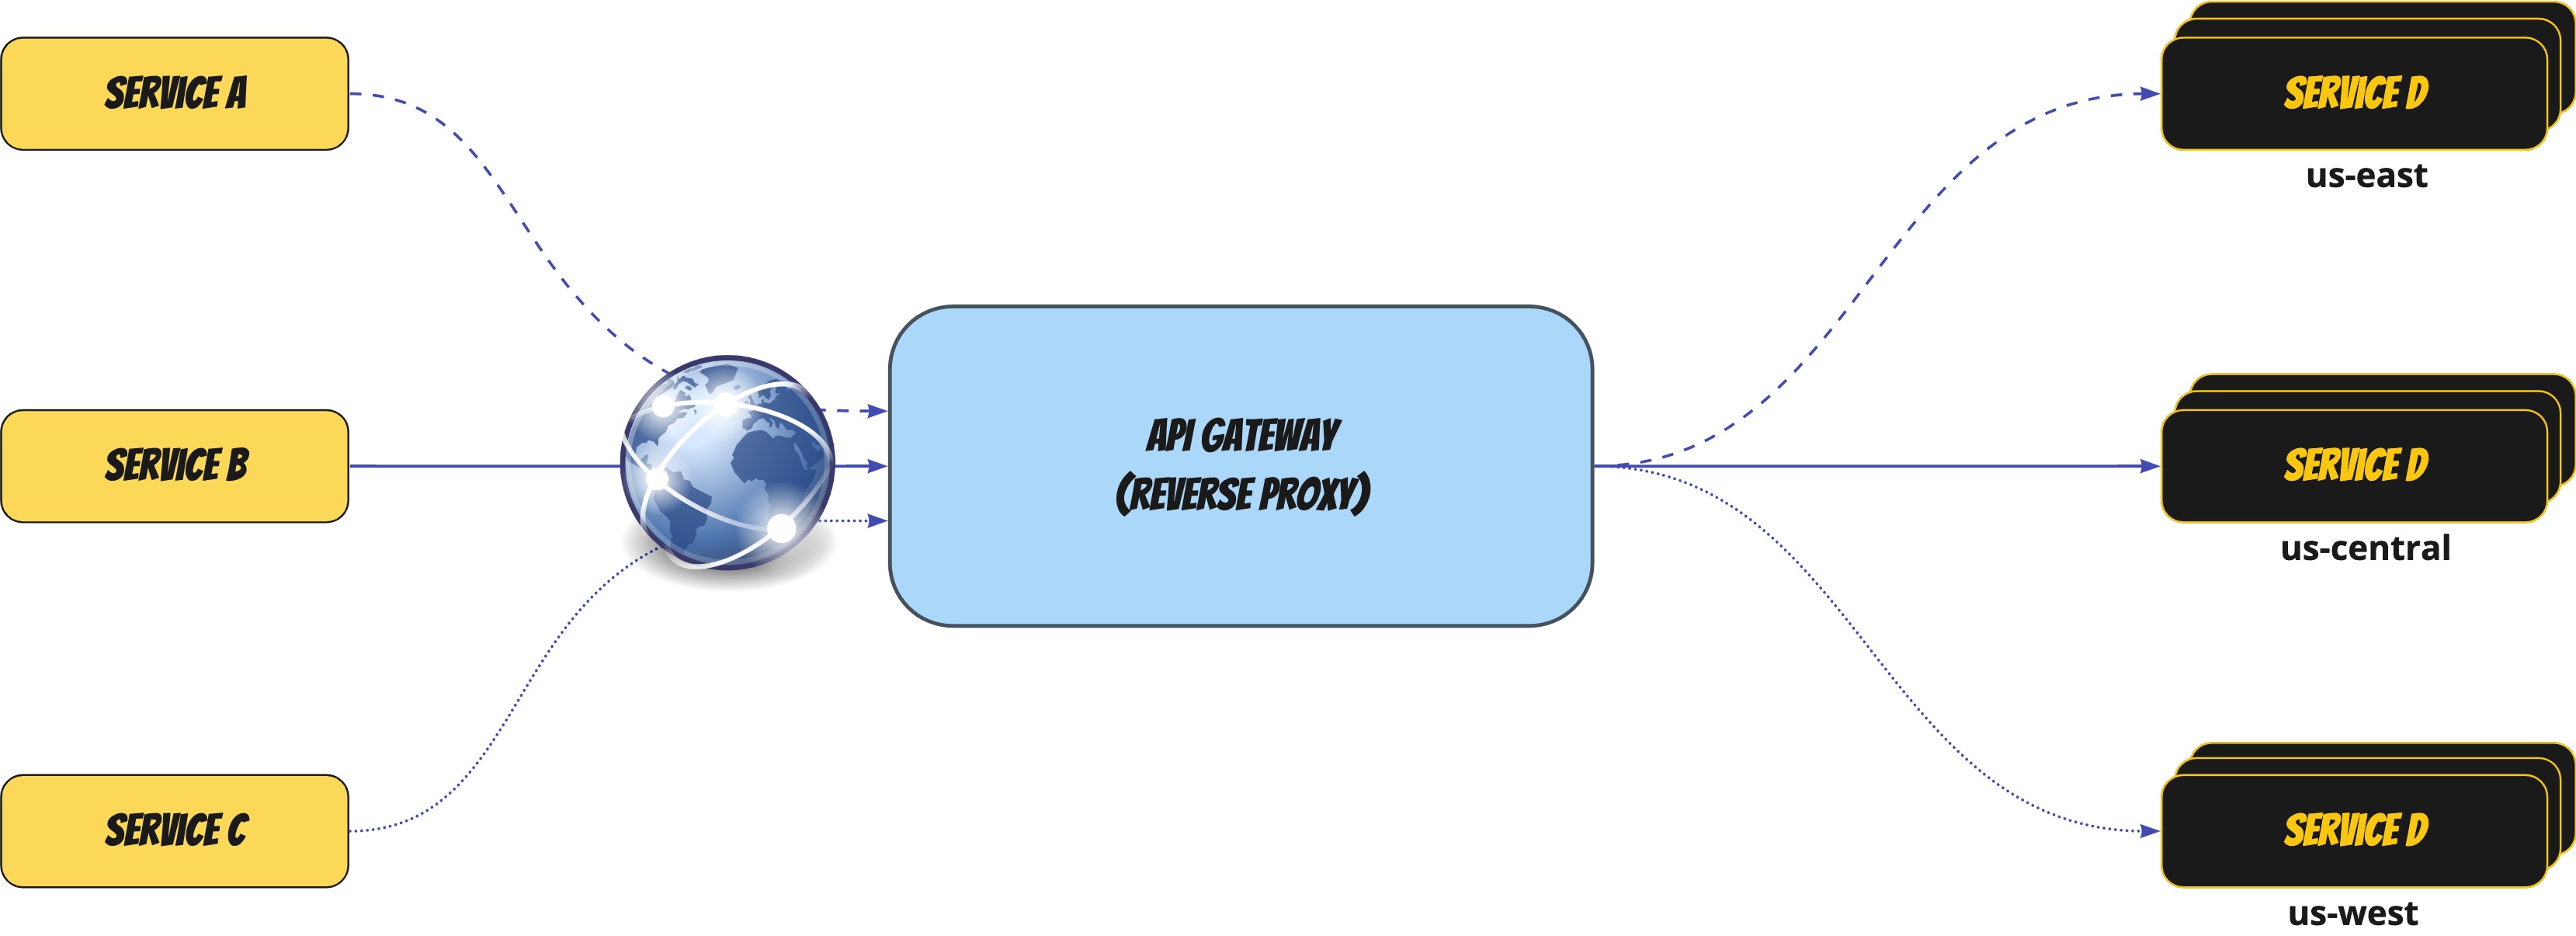 SERVICE A
SERVICE B
SERVICE C
API GATEWAY
(REVERSE PROXY)
SERVICE D
us-east
SERVICE D
us-central
SERVICE D
us-west